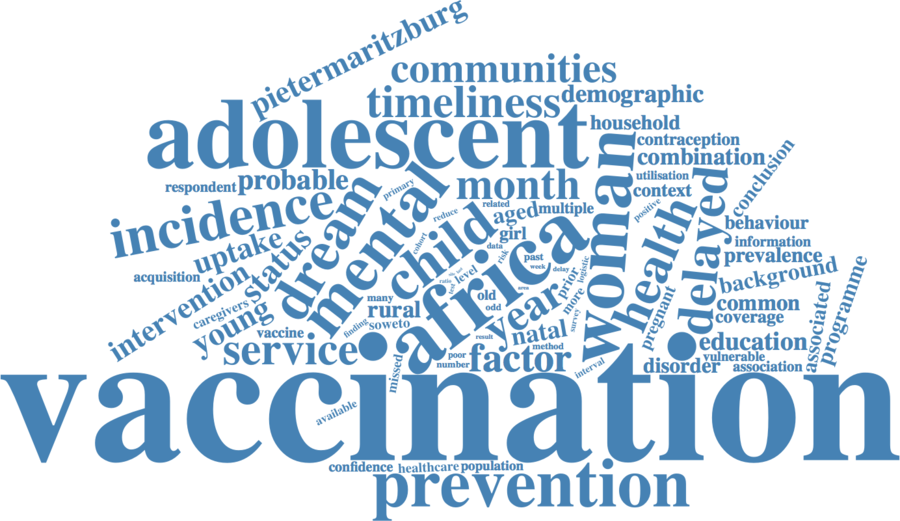 pietermaritzburg
communities
timeliness
demographic
adolescent
household
contraception
combination
utilisation
context
conclusion
respondent
probable
primary
month
woman
positive
delayed
health
incidence
dream
mental
reduce
related
aged
multiple
behaviour
uptake
status
cohort
child
girl
data
risk
information
prevalence
acquisition
intervention
africa
past
week
delay
logistic
prior
background
caregivers
young
many
level
old
area
odd
year
more
common
coverage
programme
associated
vaccine
finding
rural
soweto
natal
survey
pregnant
service
result
method
education
missed
poor
number
factor
interval
disorder
vulnerable
association
vaccination
available
confidence
healthcare
population
prevention